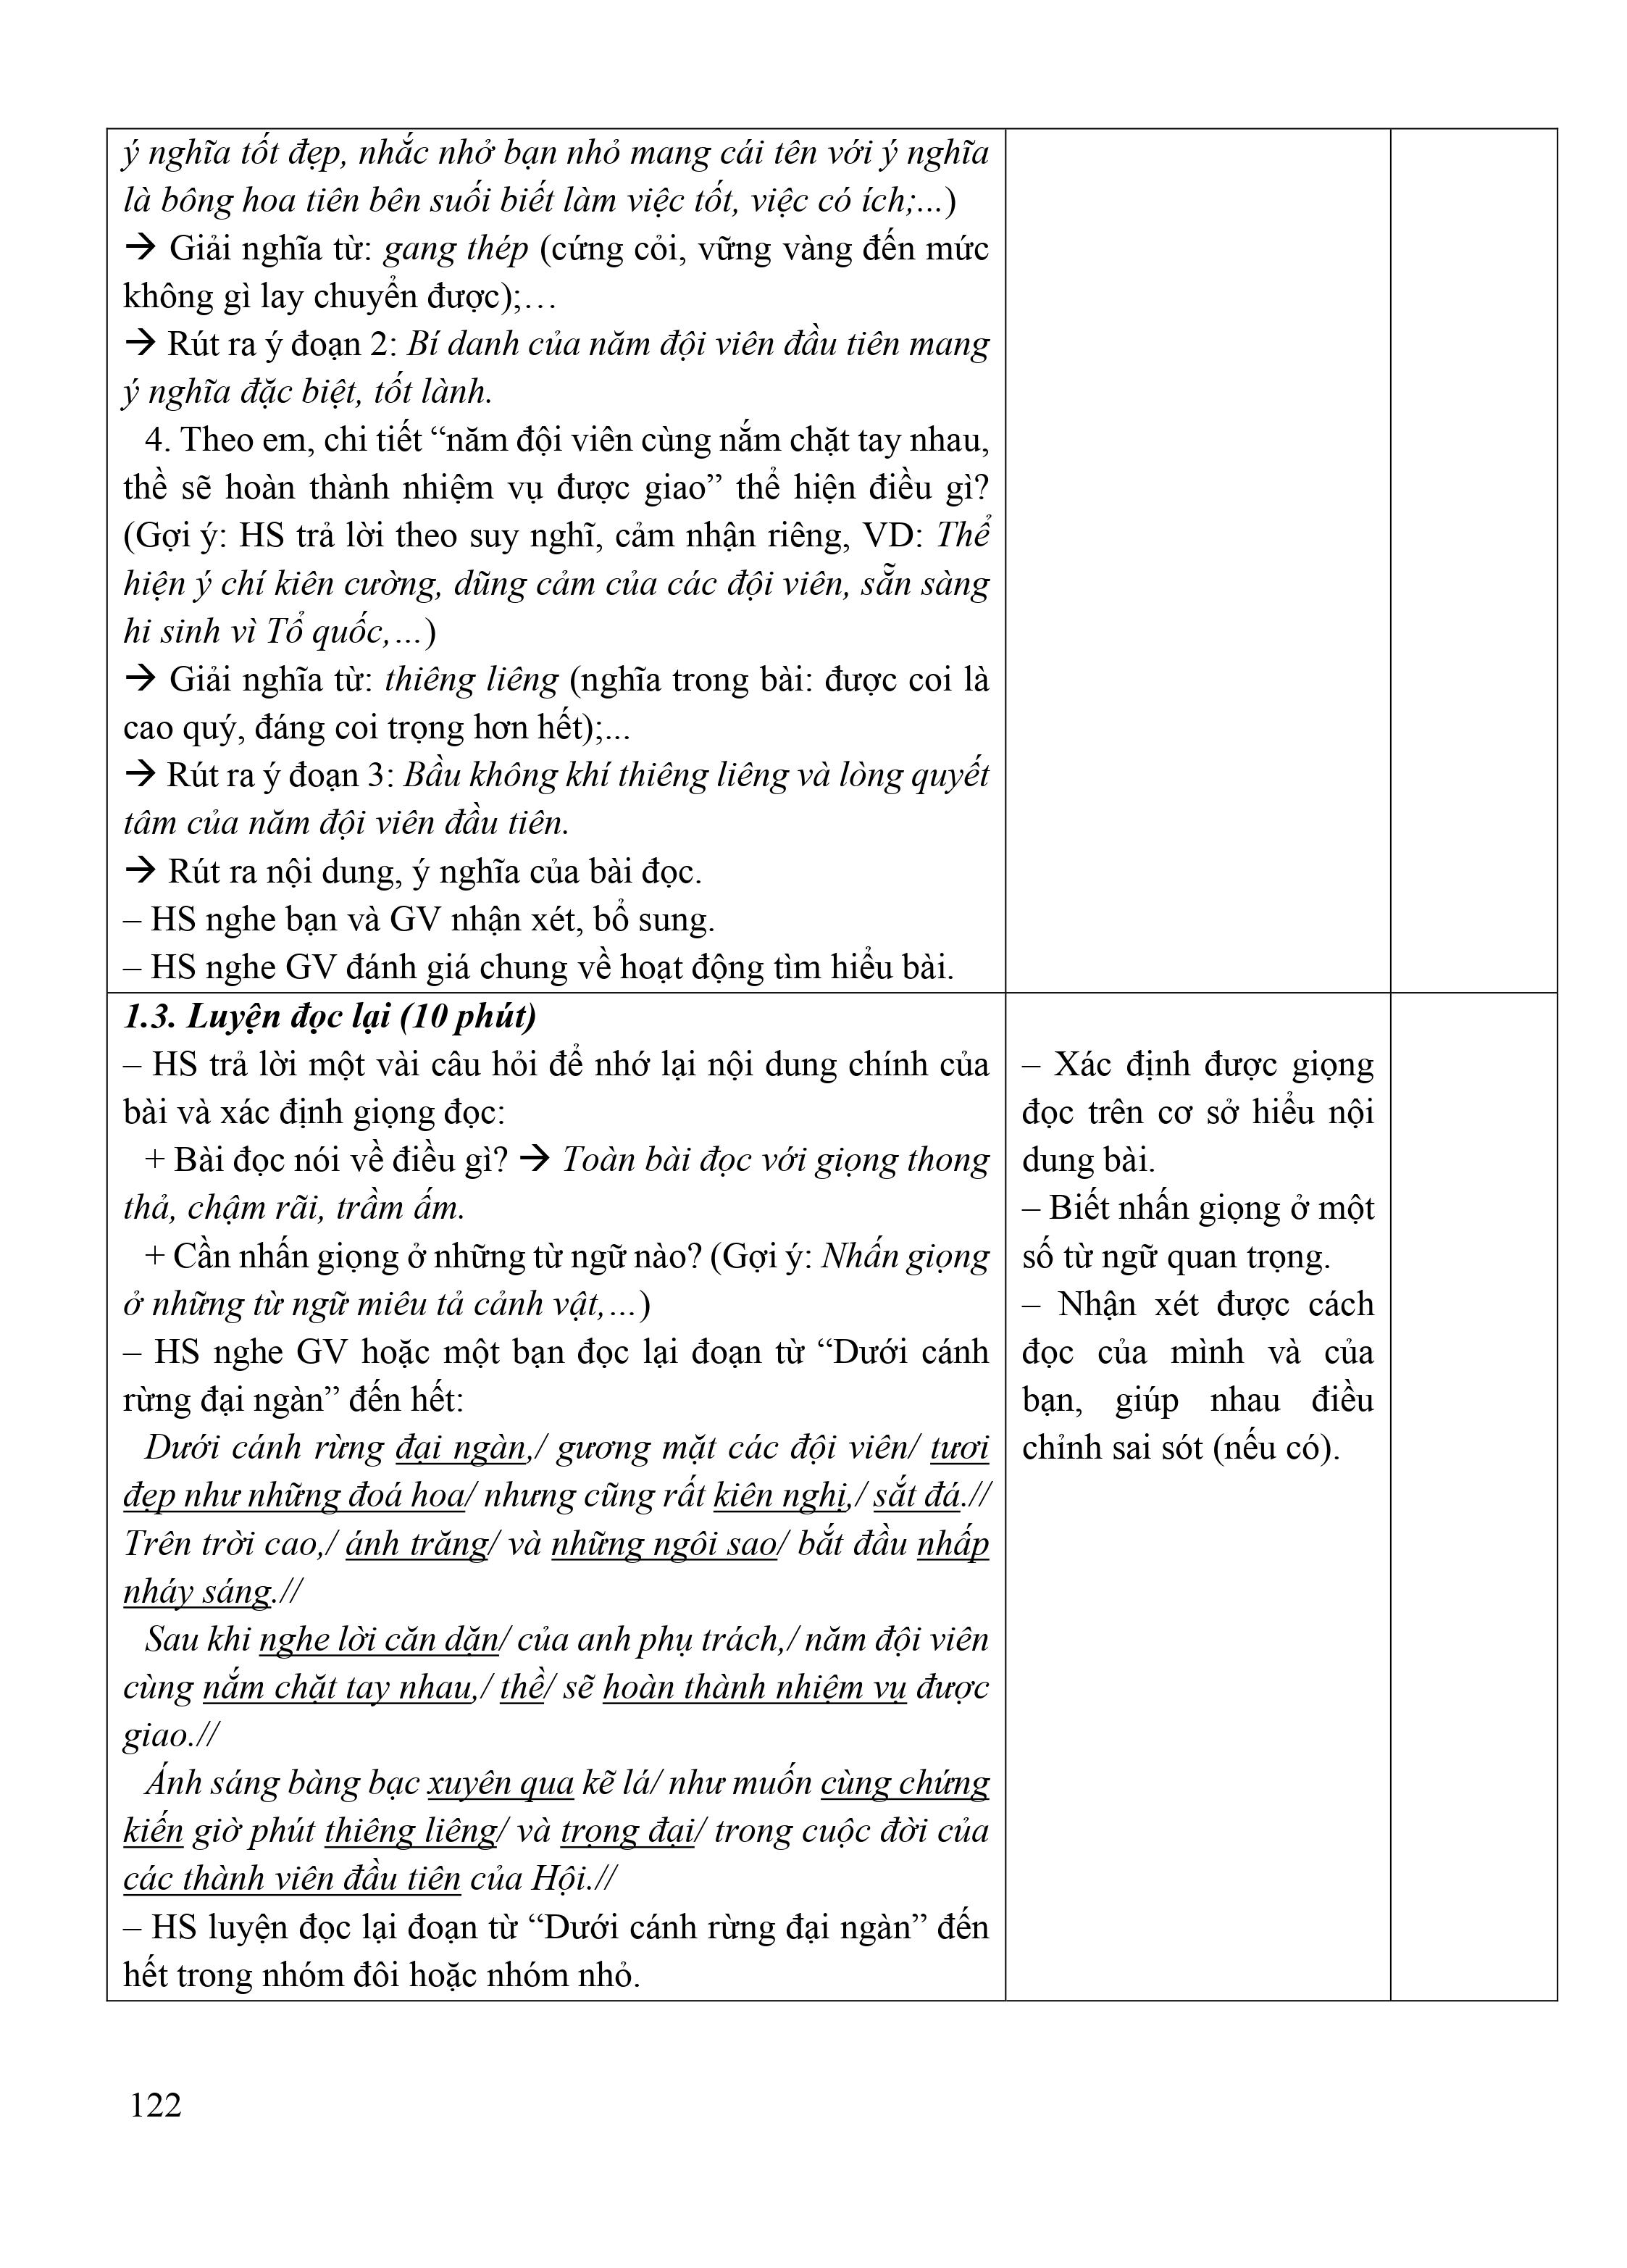 ý nghĩa tốt đẹp, nhắc nhở bạn nhỏ mang cái tên với ý nghĩa
là bông hoa tiên bên suối biết làm việc tốt, việc có ích;...)
→ Giải nghĩa từ: gang thép (cứng cỏi, vững vàng đến mức
không gì lay chuyển được);…
→ Rút ra ý đoạn 2: Bí danh của năm đội viên đầu tiên mang
ý nghĩa đặc biệt, tốt lành.
4. Theo em, chi tiết “năm đội viên cùng nắm chặt tay nhau,
thề sẽ hoàn thành nhiệm vụ được giao” thể hiện điều gì?
(Gợi ý: HS trả lời theo suy nghĩ, cảm nhận riêng, VD: Thể
hiện ý chí kiên cường, dũng cảm của các đội viên, sẵn sàng
hi sinh vì Tổ quốc,…)
→ Giải nghĩa từ: thiêng liêng (nghĩa trong bài: được coi là
cao quý, đáng coi trọng hơn hết);...
→ Rút ra ý đoạn 3: Bầu không khí thiêng liêng và lòng quyết
tâm của năm đội viên đầu tiên.
→ Rút ra nội dung, ý nghĩa của bài đọc.
– HS nghe bạn và GV nhận xét, bổ sung.
– HS nghe GV đánh giá chung về hoạt động tìm hiểu bài.
1.3. Luyện đọc lại (10 phút)
– HS trả lời một vài câu hỏi để nhớ lại nội dung chính của
bài và xác định giọng đọc:
+ Bài đọc nói về điều gì? → Toàn bài đọc với giọng thong
thả, chậm rãi, trầm ấm.
+ Cần nhấn giọng ở những từ ngữ nào? (Gợi ý: Nhấn giọng
ở những từ ngữ miêu tả cảnh vật,…)
– HS nghe GV hoặc một bạn đọc lại đoạn từ “Dưới cánh
rừng đại ngàn” đến hết:
Dưới cánh rừng đại ngàn,/ gương mặt các đội viên/ tươi
đẹp như những đoá hoa/ nhưng cũng rất kiên nghị,/ sắt đá.//
Trên trời cao,/ ánh trăng/ và những ngôi sao/ bắt đầu nhấp
nháy sáng.//
Sau khi nghe lời căn dặn/ của anh phụ trách,/ năm đội viên
cùng nắm chặt tay nhau,/ thề/ sẽ hoàn thành nhiệm vụ được
giao.//
Ánh sáng bàng bạc xuyên qua kẽ lá/ như muốn cùng chứng
kiến giờ phút thiêng liêng/ và trọng đại/ trong cuộc đời của
các thành viên đầu tiên của Hội.//
– HS luyện đọc lại đoạn từ “Dưới cánh rừng đại ngàn” đến
hết trong nhóm đôi hoặc nhóm nhỏ.
– Xác định được giọng
đọc trên cơ sở hiểu nội
dung bài.
– Biết nhấn giọng ở một
số từ ngữ quan trọng.
– Nhận xét được cách
đọc của mình và của
bạn, giúp nhau điều
chỉnh sai sót (nếu có).
122